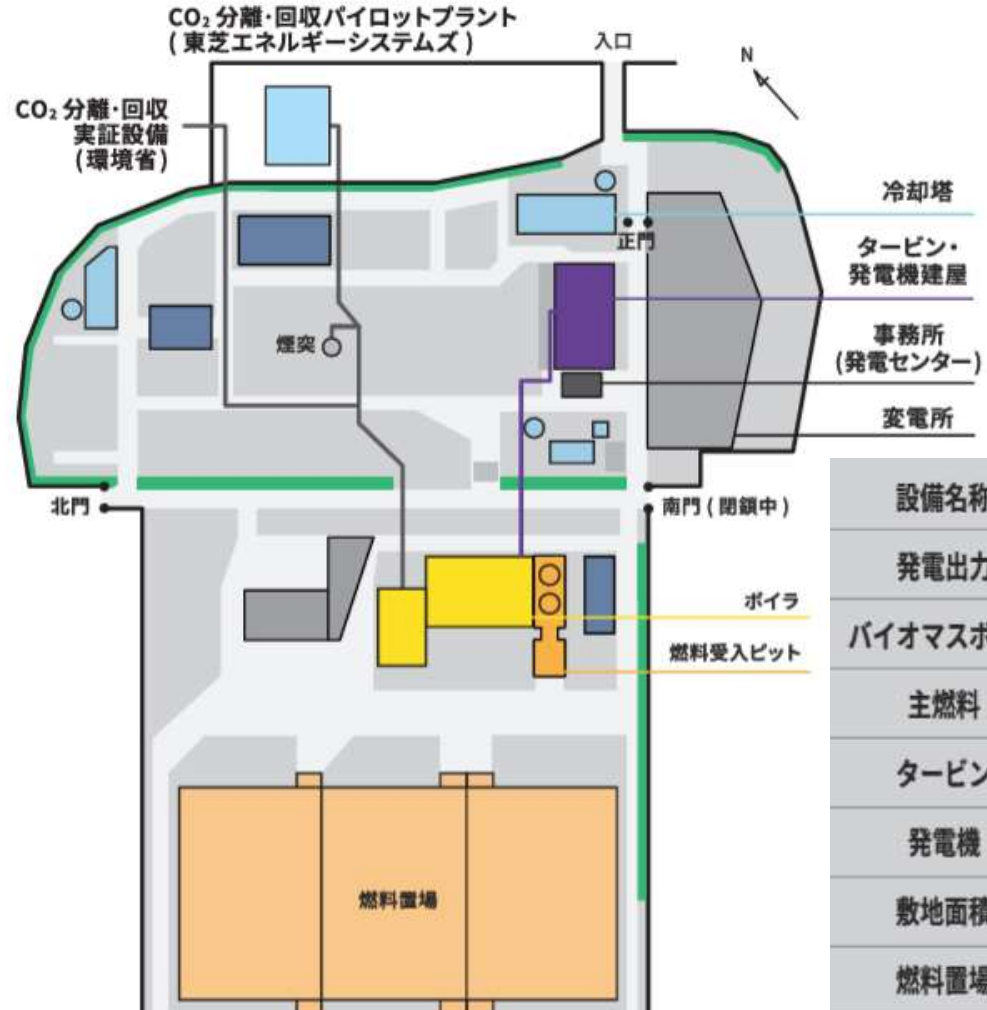 CO₂ 分離･回収パイロットプラント
( 東芝エネルギーシステムズ )
入口
N
CO₂ 分離･回収
実証設備
(環境省)
冷却塔
正門
タービン・
発電機建屋
煙突
事務所
(発電センター)
変電所
北門
南門 ( 閉鎖中 )
ボイラ
燃料受入ピット
燃料置場
設備名称
発電出力
バイオマスボ
主燃料
タービン
発電機
敷地面積
燃料置場